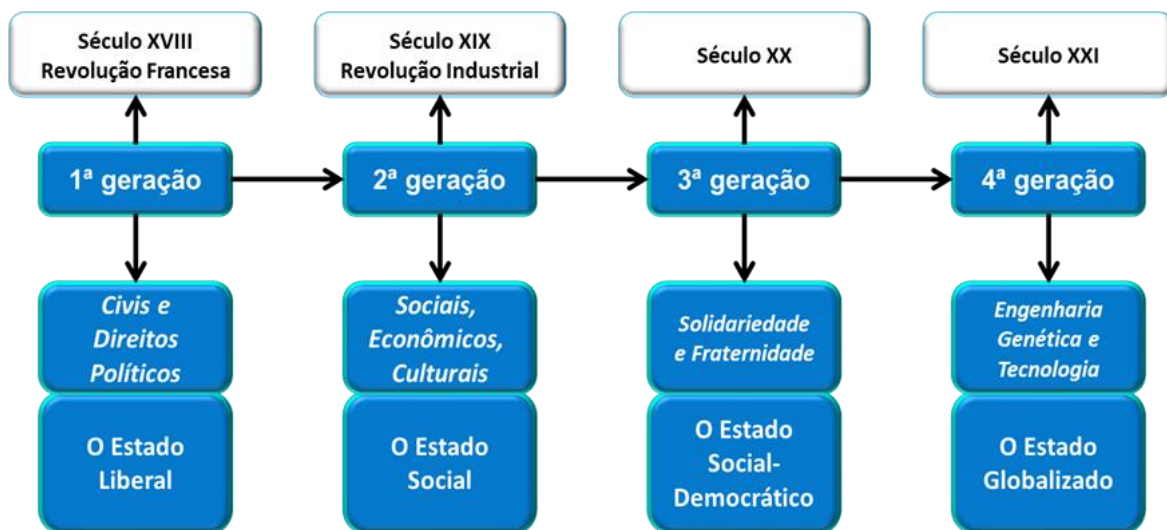 Século XVIII
Revolução Francesa
Século XIX
Revolução Industrial
Século XX
Século XXI
1ª geração
2ª geração
3ª geração
4ª geração
Civis e
Direitos
Políticos
Sociais,
Econômicos,
Culturais
Solidariedade
e Fraternidade
Engenharia
Genética e
Tecnologia
O Estado
Liberal
O Estado
Social
O Estado
Social-
Democrático
O Estado
Globalizado